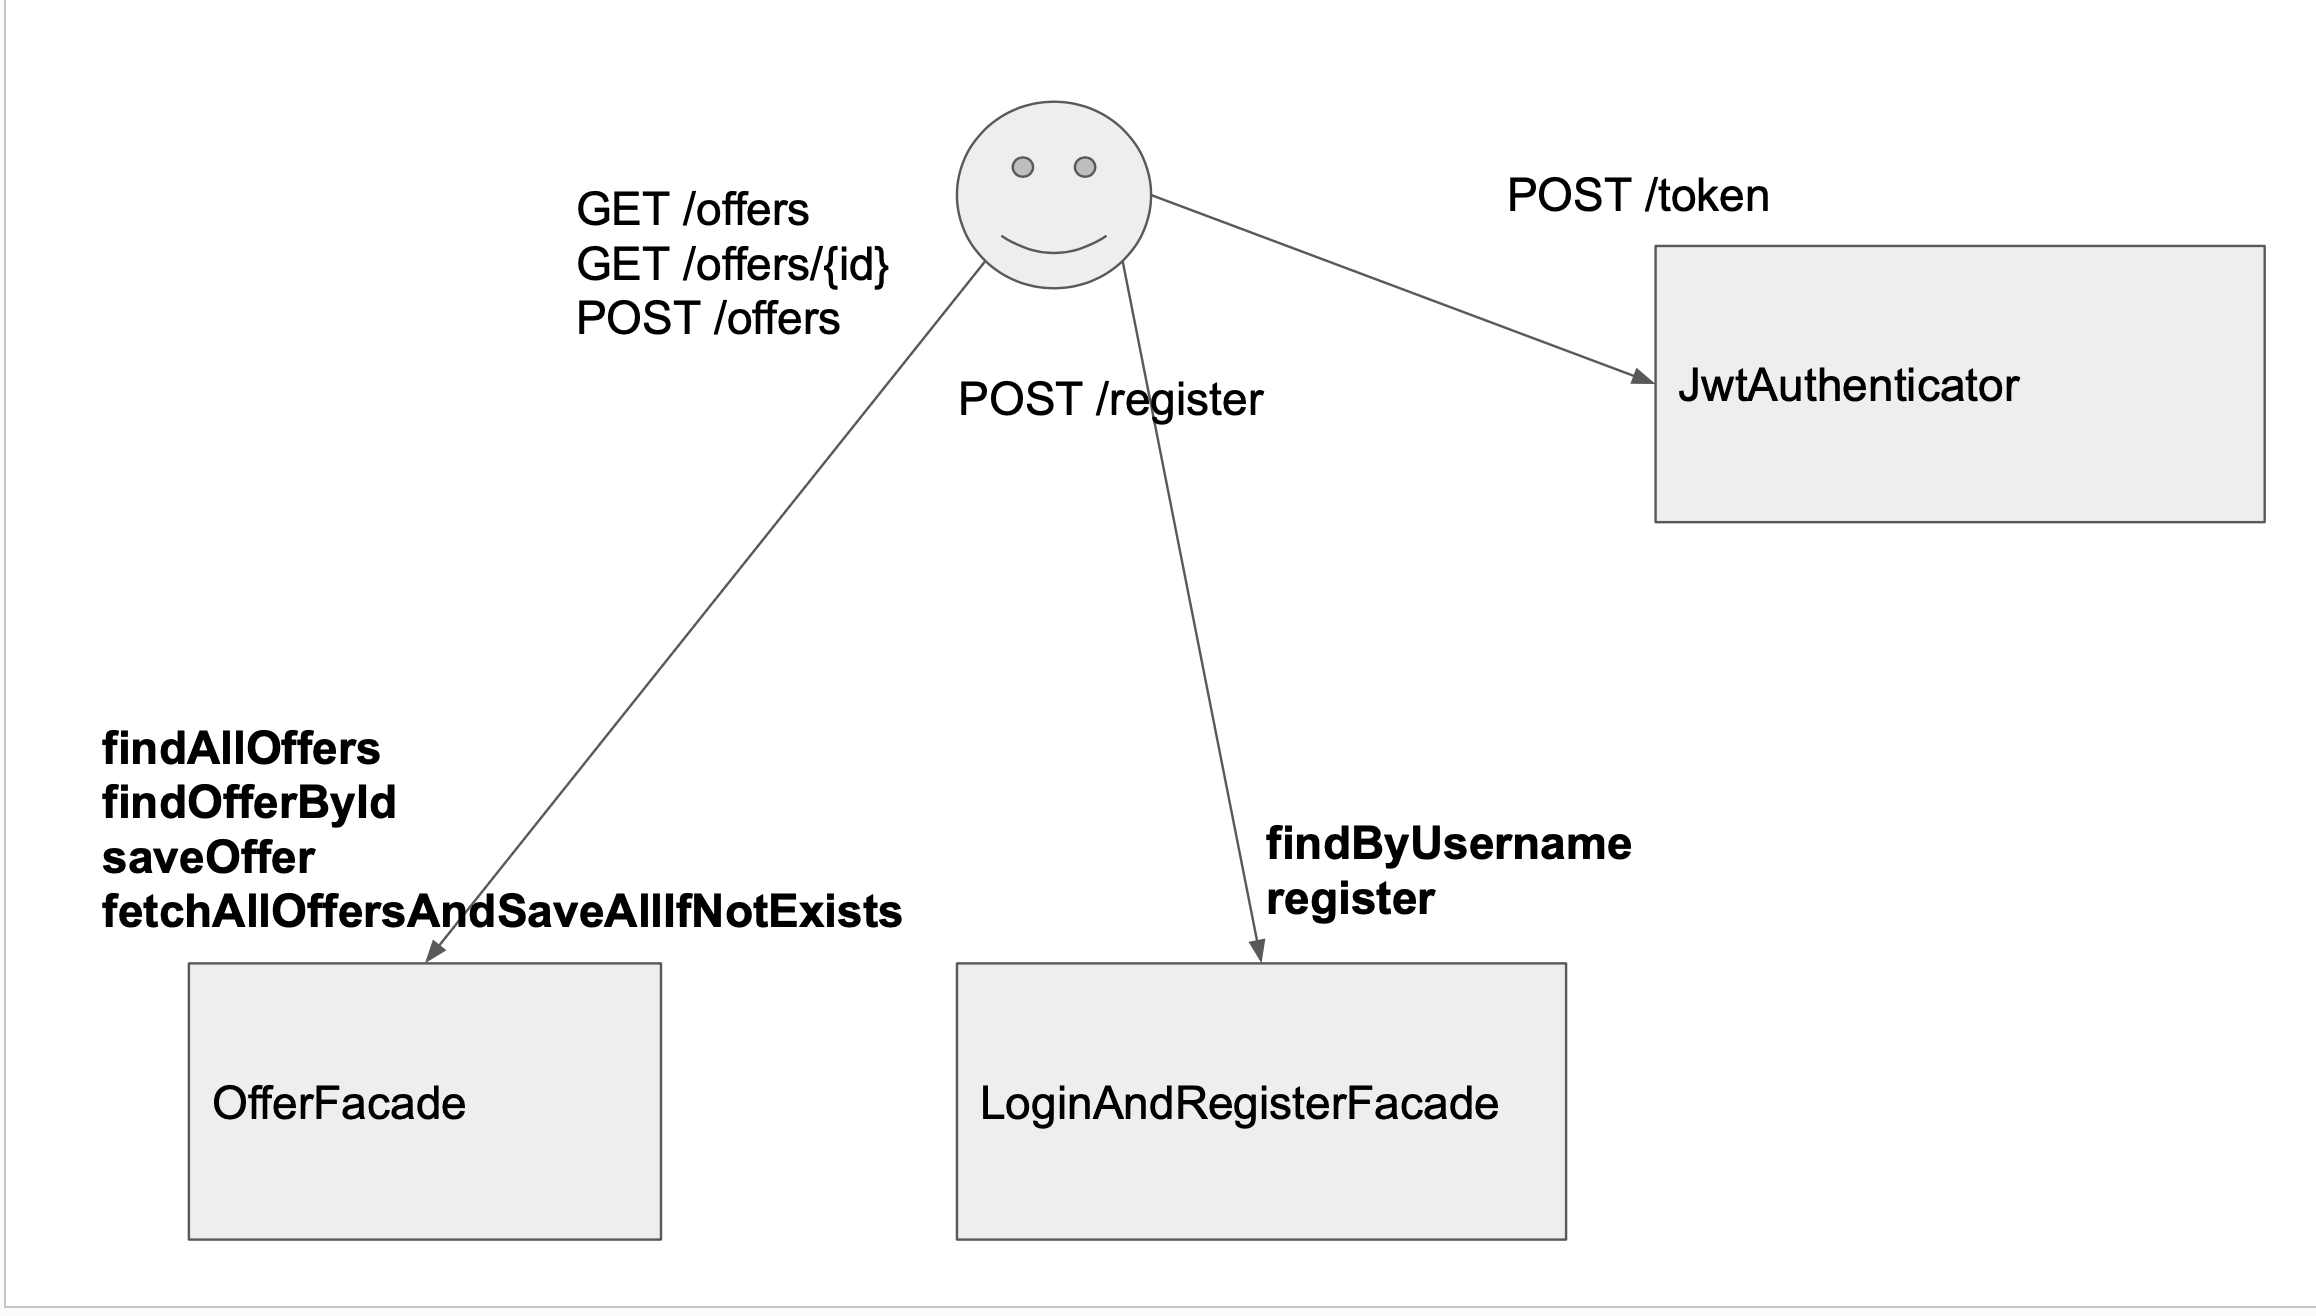 GET /offers
GET /offers/{id}
POST /offers
POST /token
JwtAuthenticator
POST /register
findAllOffers
findOfferById
saveOffer
fetchAllOffersAndSaveAllIfNotExists
findByUsername
register
OfferFacade
LoginAndRegisterFacade